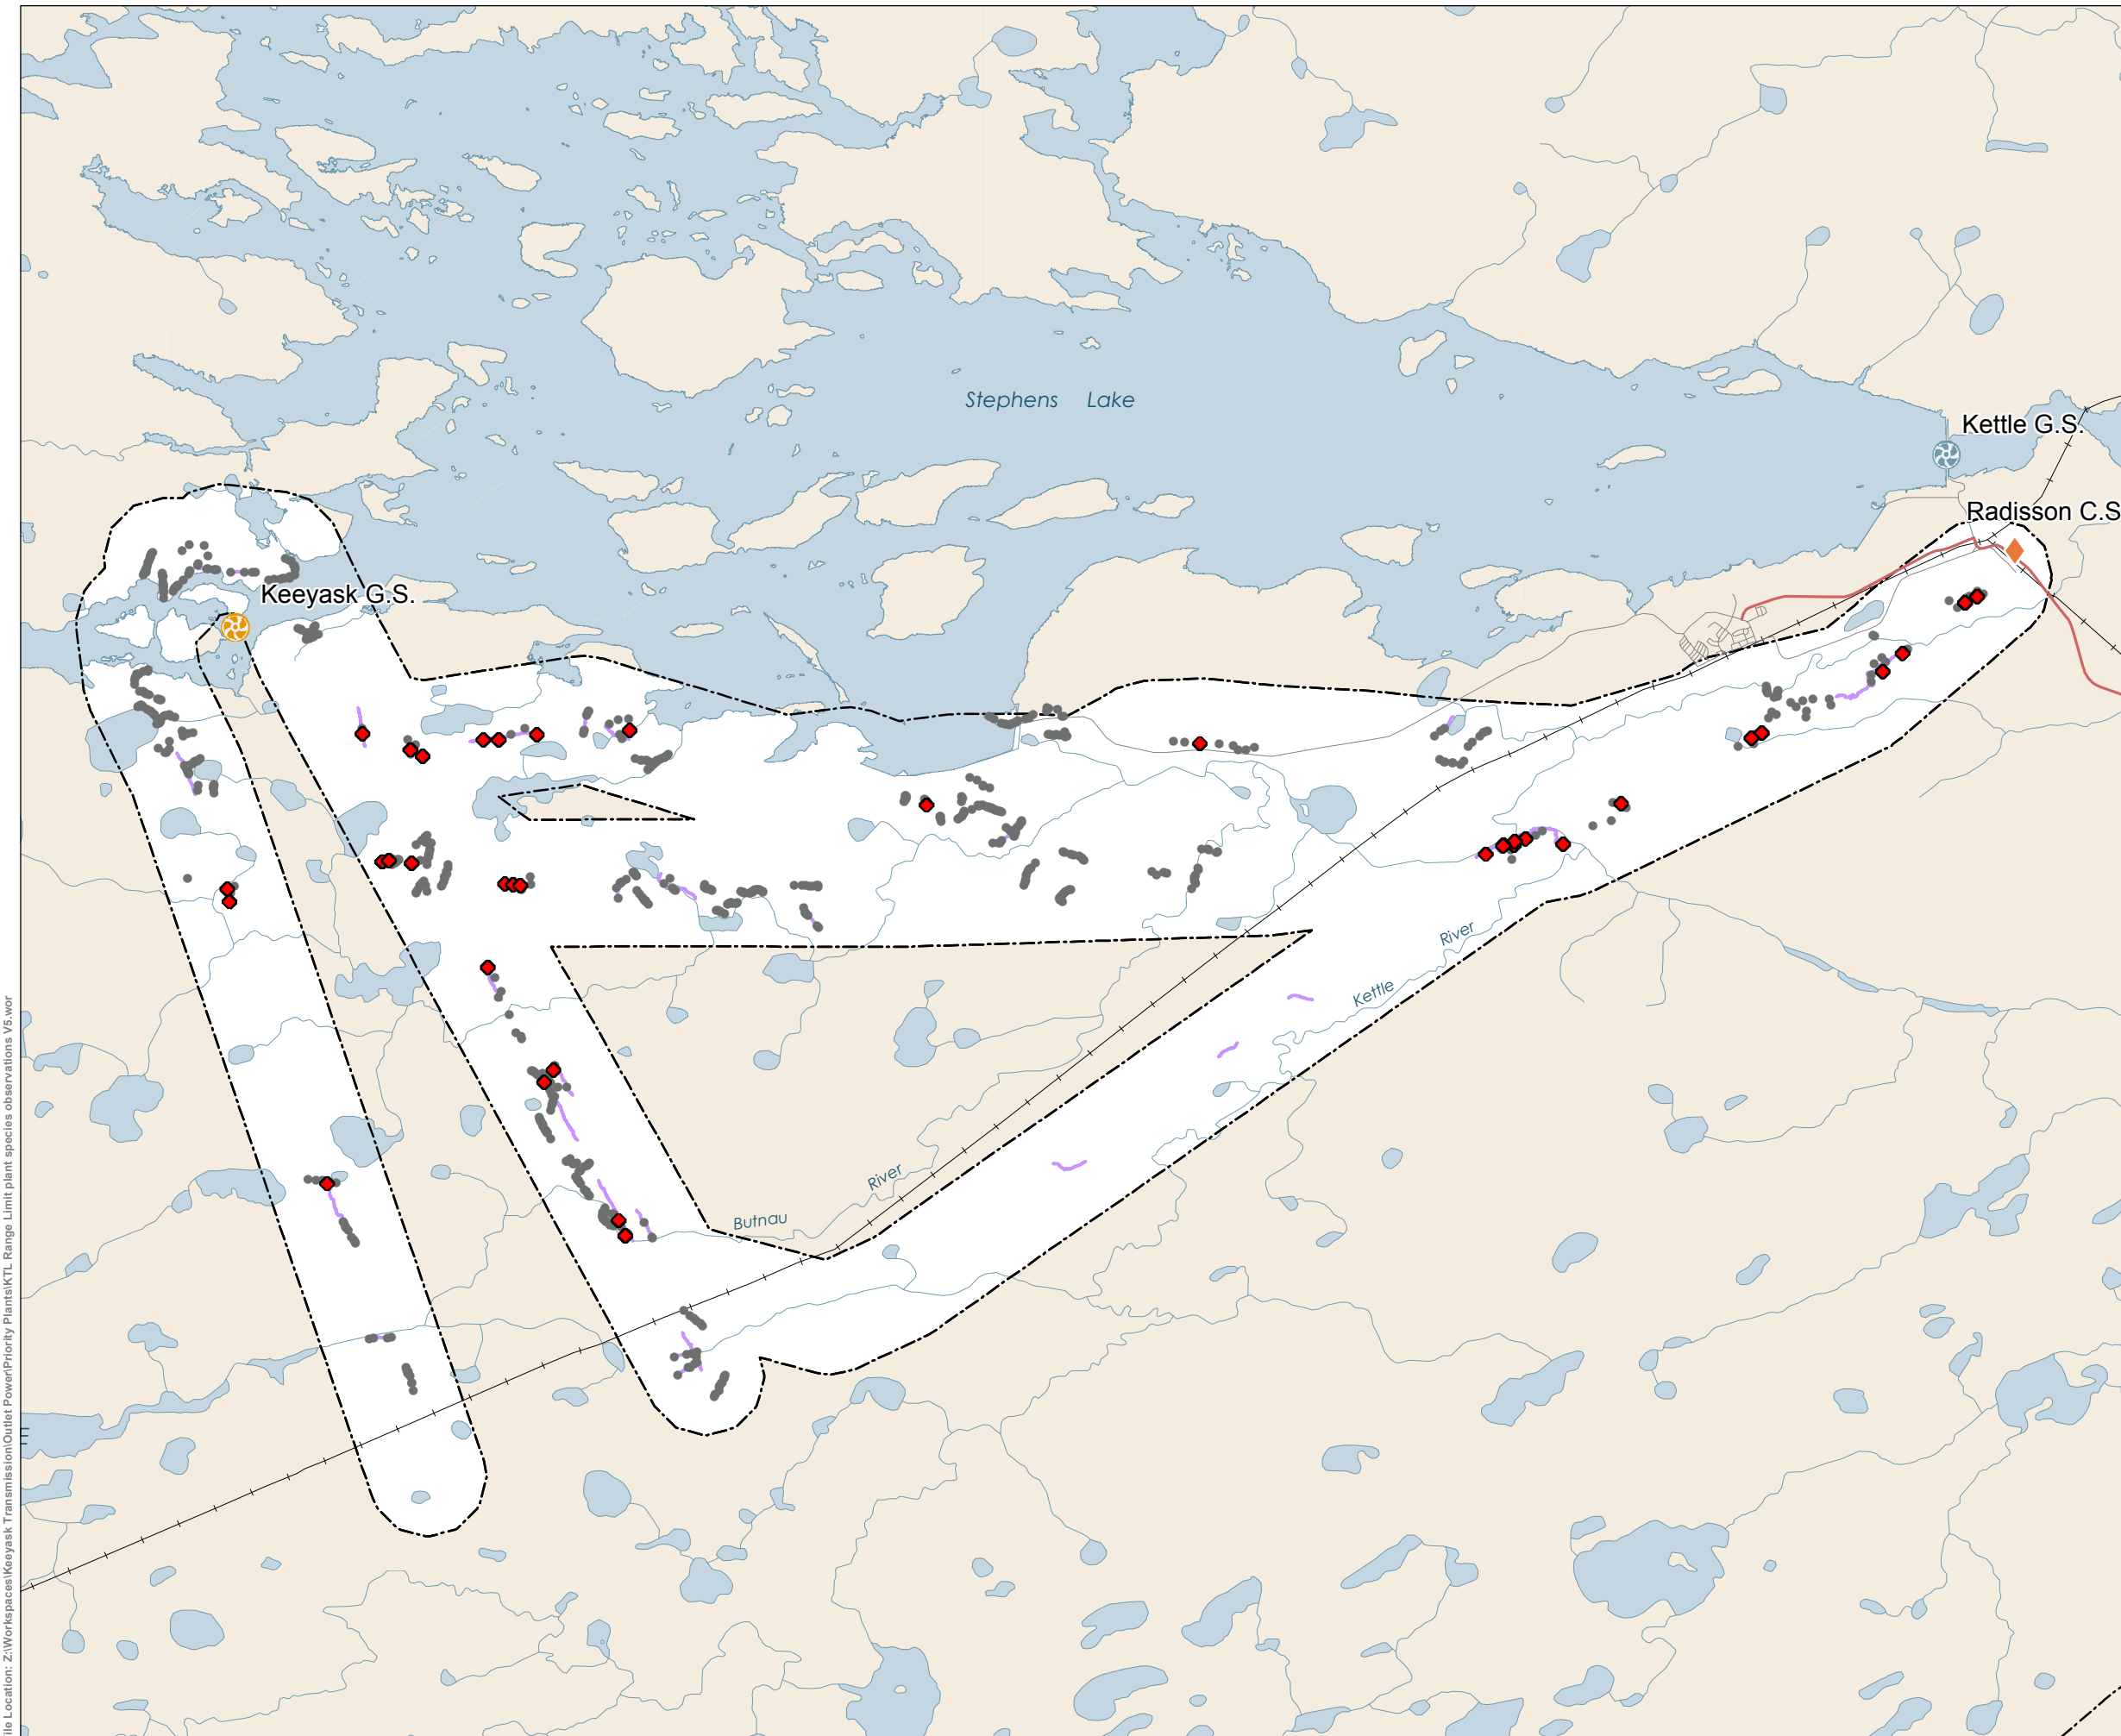 Stephens Lake
Kettle G.S.
Radisson C.S
Keeyask G.S.
River
Kettle
River
Butnau
ile Location: Z:\Workspaces\Keeyask Transmission\Outlet Power\Priority Plants\KTL Range Limit plant species observations V5.wor